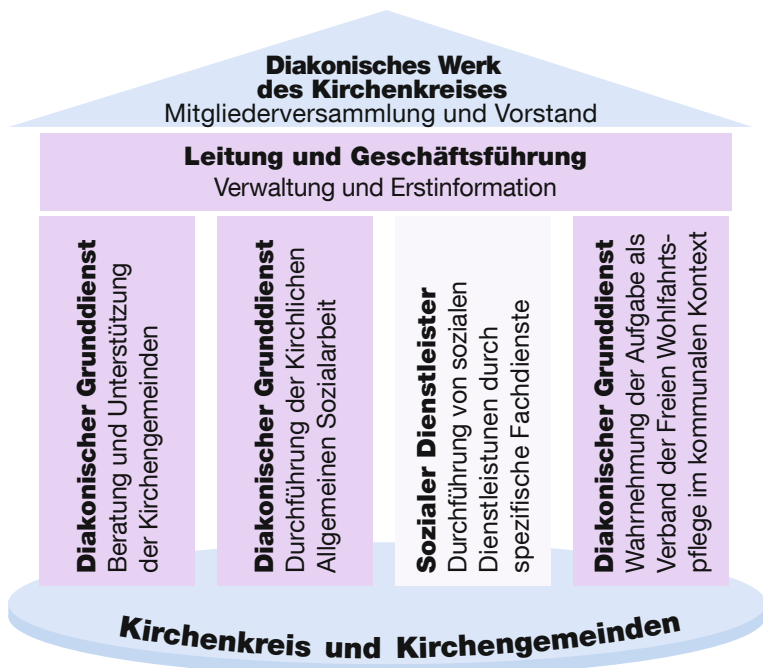 Diakonisches Werk
des Kirchenkreises
Mitgliederversammlung und Vorstand
Leitung und Geschäftsführung
Verwaltung und Erstinformation
Diakonischer Grunddienst
Beratung und Unterstützung
der Kirchengemeinden
Diakonischer Grunddienst
Durchführung der Kirchlichen
Allgemeinen Sozialarbeit
Sozialer Dienstleister
Durchführung von sozialen
Dienstleistunen durch
spezifische Fachdienste
Diakonischer Grunddienst
Wahrnehmung der Aufgabe als
Verband der Freien Wohlfahrts-
pflege im kommunalen Kontext
Kirchenkreis und Kirchengemeinden